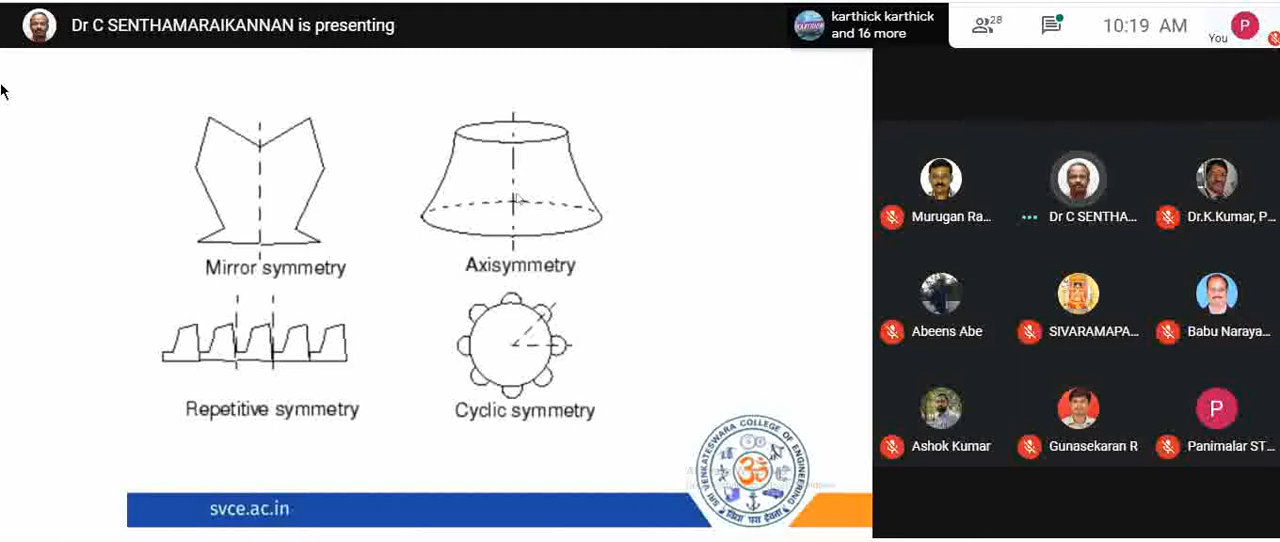 Dr C SENTHAMARAIKANNAN is presenting
karthick karthick
and 16 more
28
10:19 AM
You
P
Mirror symmetry
Axisymmetry
Repetitive symmetry
Cyclic symmetry
SRI VENKATESWARA COLLEGE OF ENGINEERING
ॐ
विद्या परा देवता
svce.ac.in
Murugan Ra...
Dr C SENTHA...
Dr.K.Kumar, P...
Abeens Abe
SIVARAMAPA...
Babu Naraya...
P
Ashok Kumar
Gunasekaran R
Panimalar ST...